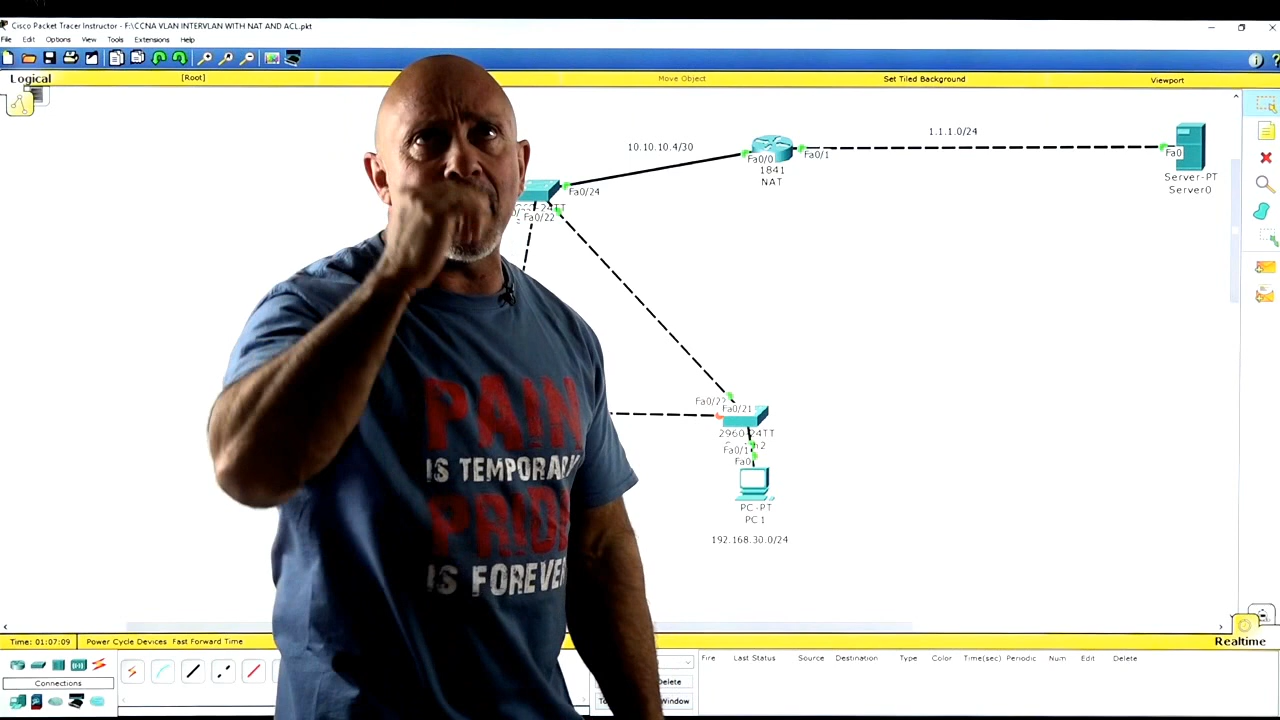 Cisco Packet Tracer Instructor - F:\CCNA VLAN INTERVLAN WITH NAT AND ACL.pkt
File Edit Options View Tools Extensions Help
Logical
[Root]
Move Object
Set Tiled Background
Viewport
10.10.10.4/30
1.1.1.0/24
Fa0/0
Fa0/1
Fa0
1841
NAT
Server-PT
Server0
Fa0/24
Fa0/22
Fa0/21
2960-24TT
Fa0/1
Fa0
PC-PT
PC1
192.168.30.0/24
PAIN
IS TEMPORARY
PRIDE
IS FOREVER
Time: 01:07:09
Power Cycle Devices Fast Forward Time
Realtime
Connections
Delete
Window
Fire Last Status Source Destination Type Color Time(sec) Periodic Num Edit Delete